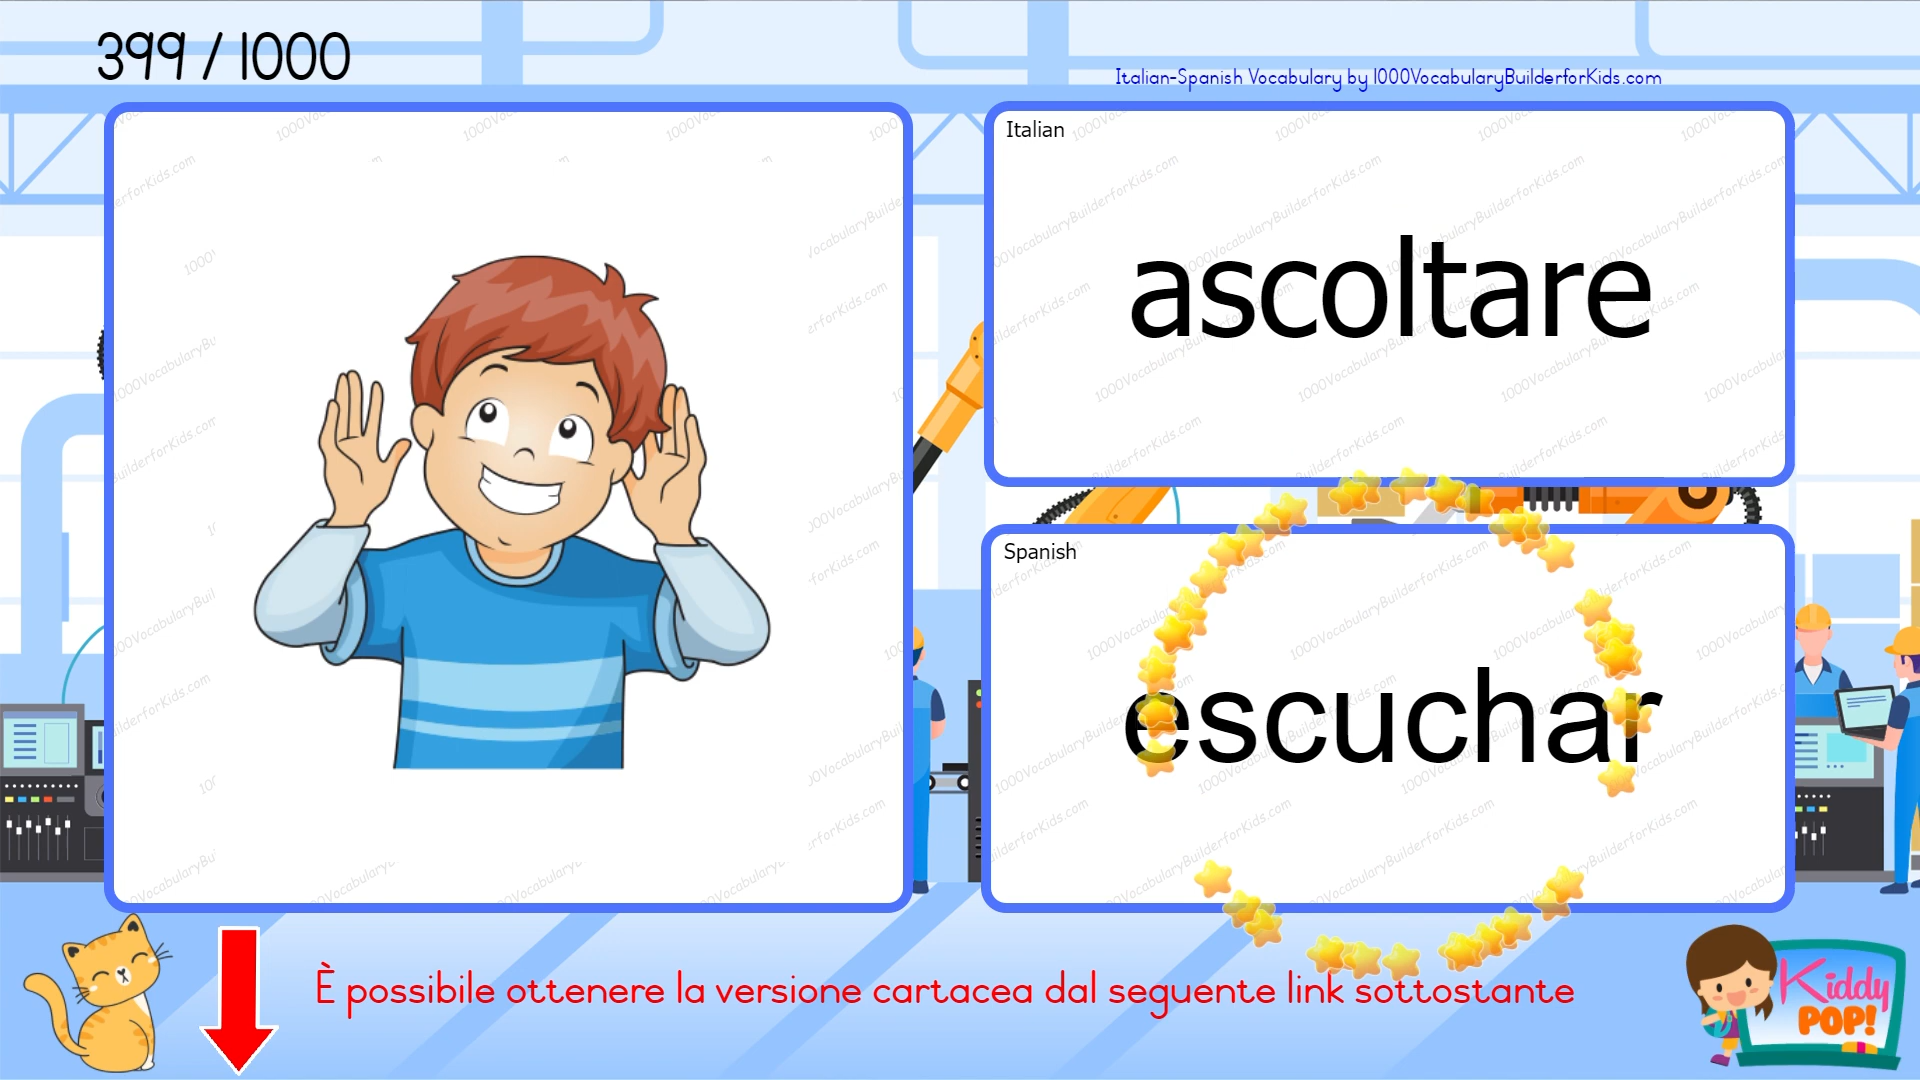 399 / 1000
Italian-Spanish Vocabulary by 1000VocabularyBuilderforKids.com
Italian
ascoltare
Spanish
escuchar
È possibile ottenere la versione cartacea dal seguente link sottostante
Kiddy
POP!